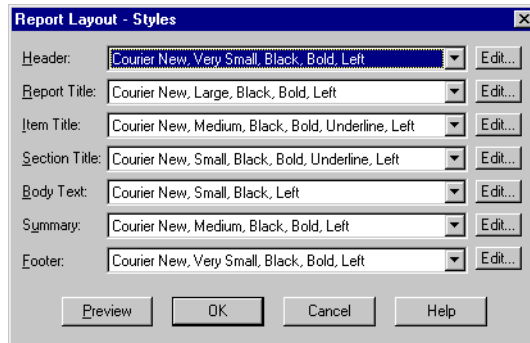 Report Layout - Styles
Header: Courier New, Very Small, Black, Bold, Left Edit...
Report Title: Courier New, Large, Black, Bold, Left Edit...
Item Title: Courier New, Medium, Black, Bold, Underline, Left Edit...
Section Title: Courier New, Small, Black, Bold, Underline, Left Edit...
Body Text: Courier New, Small, Black, Left Edit...
Summary: Courier New, Medium, Black, Bold, Left Edit...
Footer: Courier New, Very Small, Black, Bold, Left Edit...
Preview OK Cancel Help